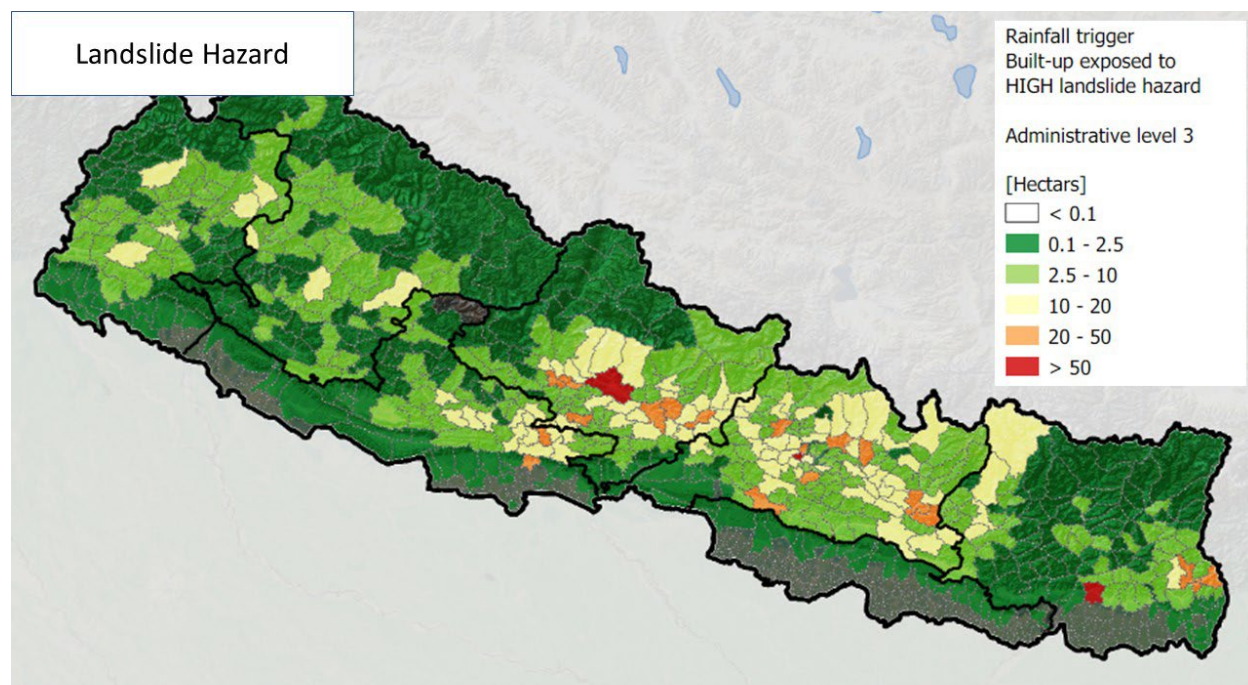 Landslide Hazard
Rainfall trigger
Built-up exposed to
HIGH landslide hazard
Administrative level 3
[Hectars]
< 0.1
0.1 - 2.5
2.5 - 10
10 - 20
20 - 50
> 50